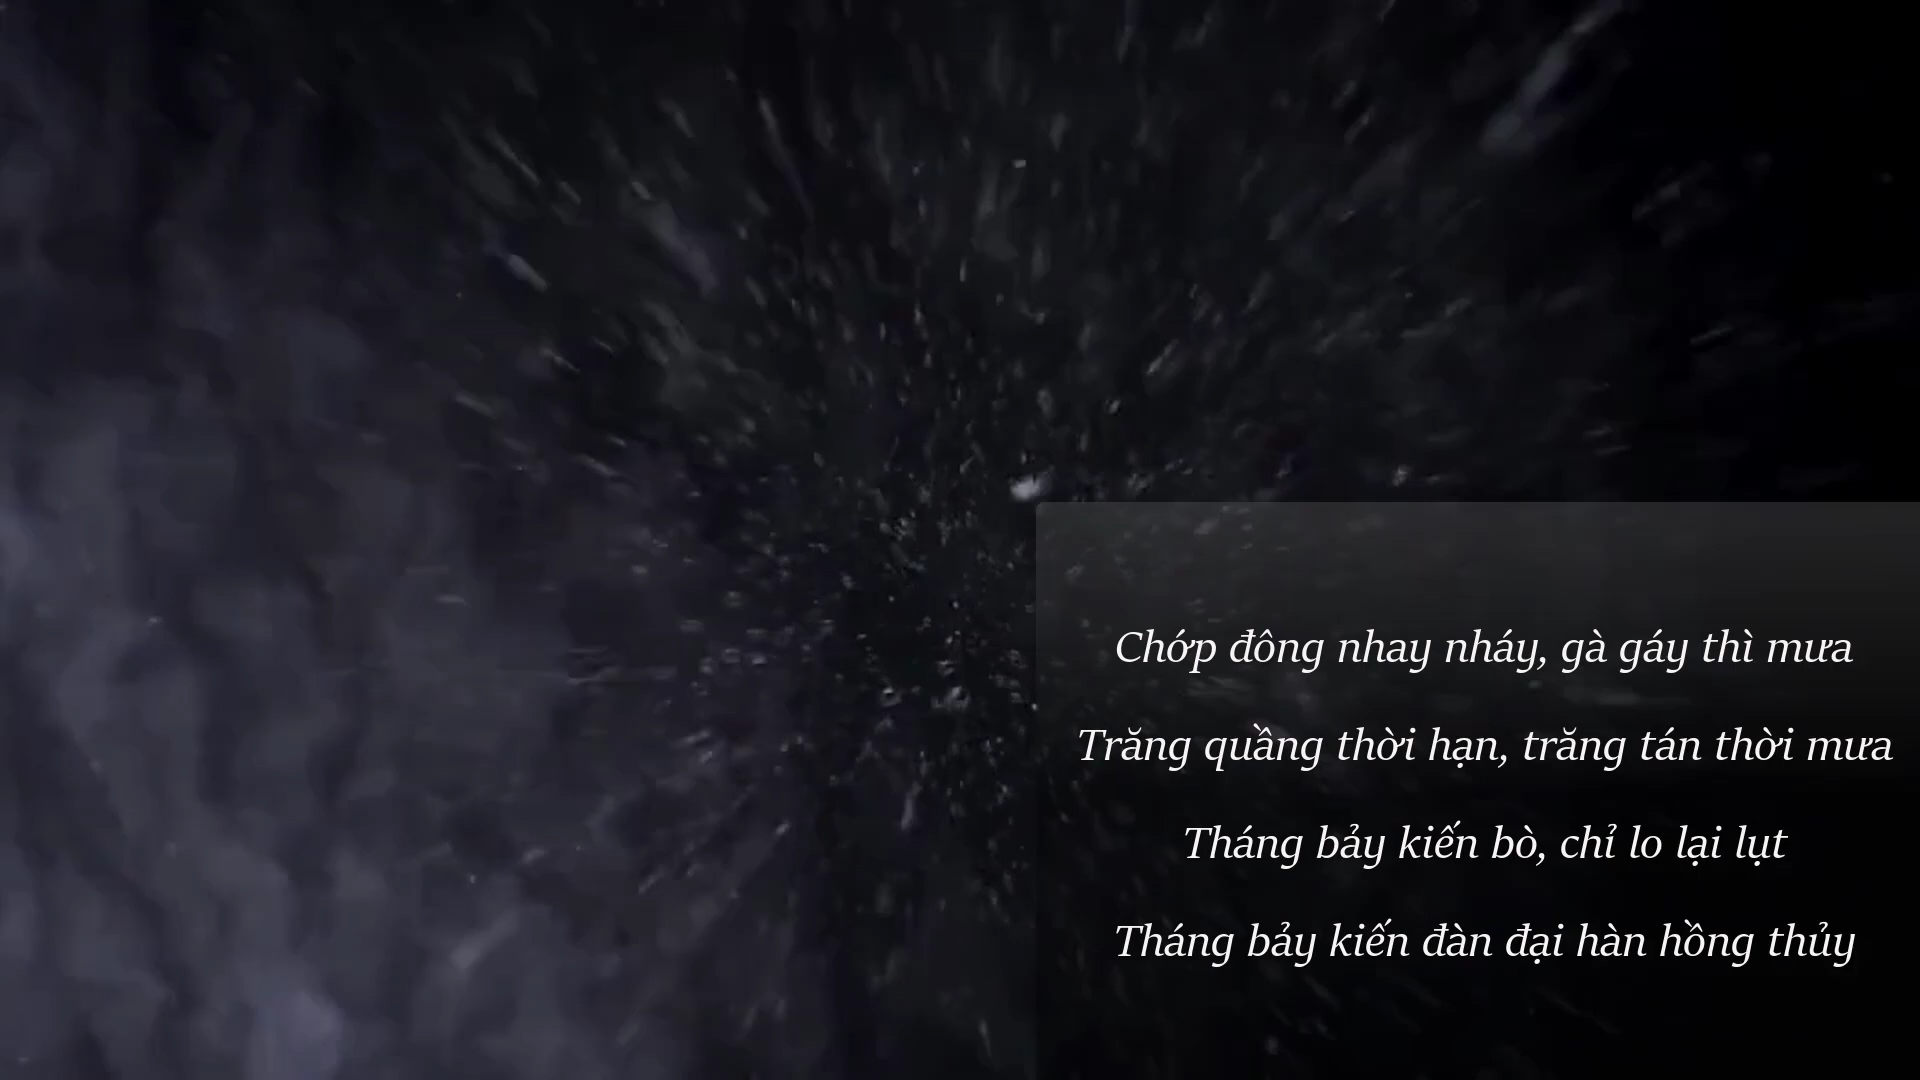 Chớp đông nhay nháy, gà gáy thì mưa
Trăng quầng thời hạn, trăng tán thời mưa
Tháng bảy kiến bò, chỉ lo lại lụt
Tháng bảy kiến đàn đại hàn hồng thủy